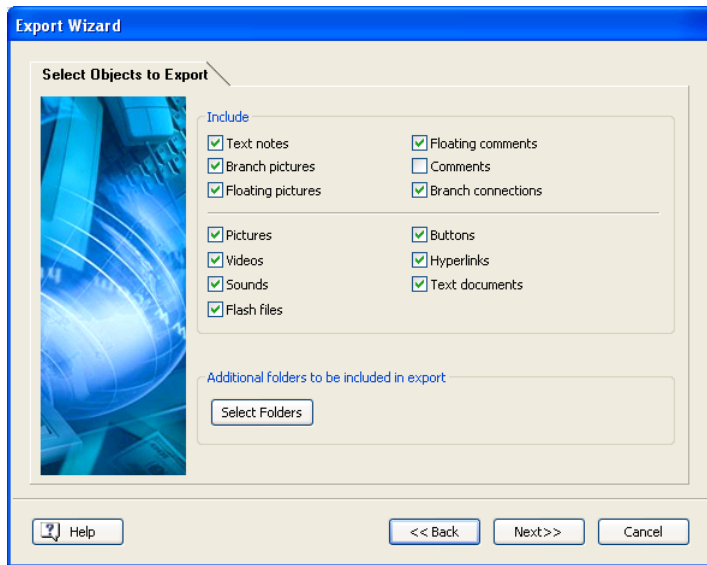 Export Wizard
Select Objects to Export
Include
Text notes
Floating comments
Branch pictures
Comments
Floating pictures
Branch connections
Pictures
Buttons
Videos
Hyperlinks
Sounds
Text documents
Flash files
Additional folders to be included in export
Select Folders
Help
<< Back
Next>>
Cancel